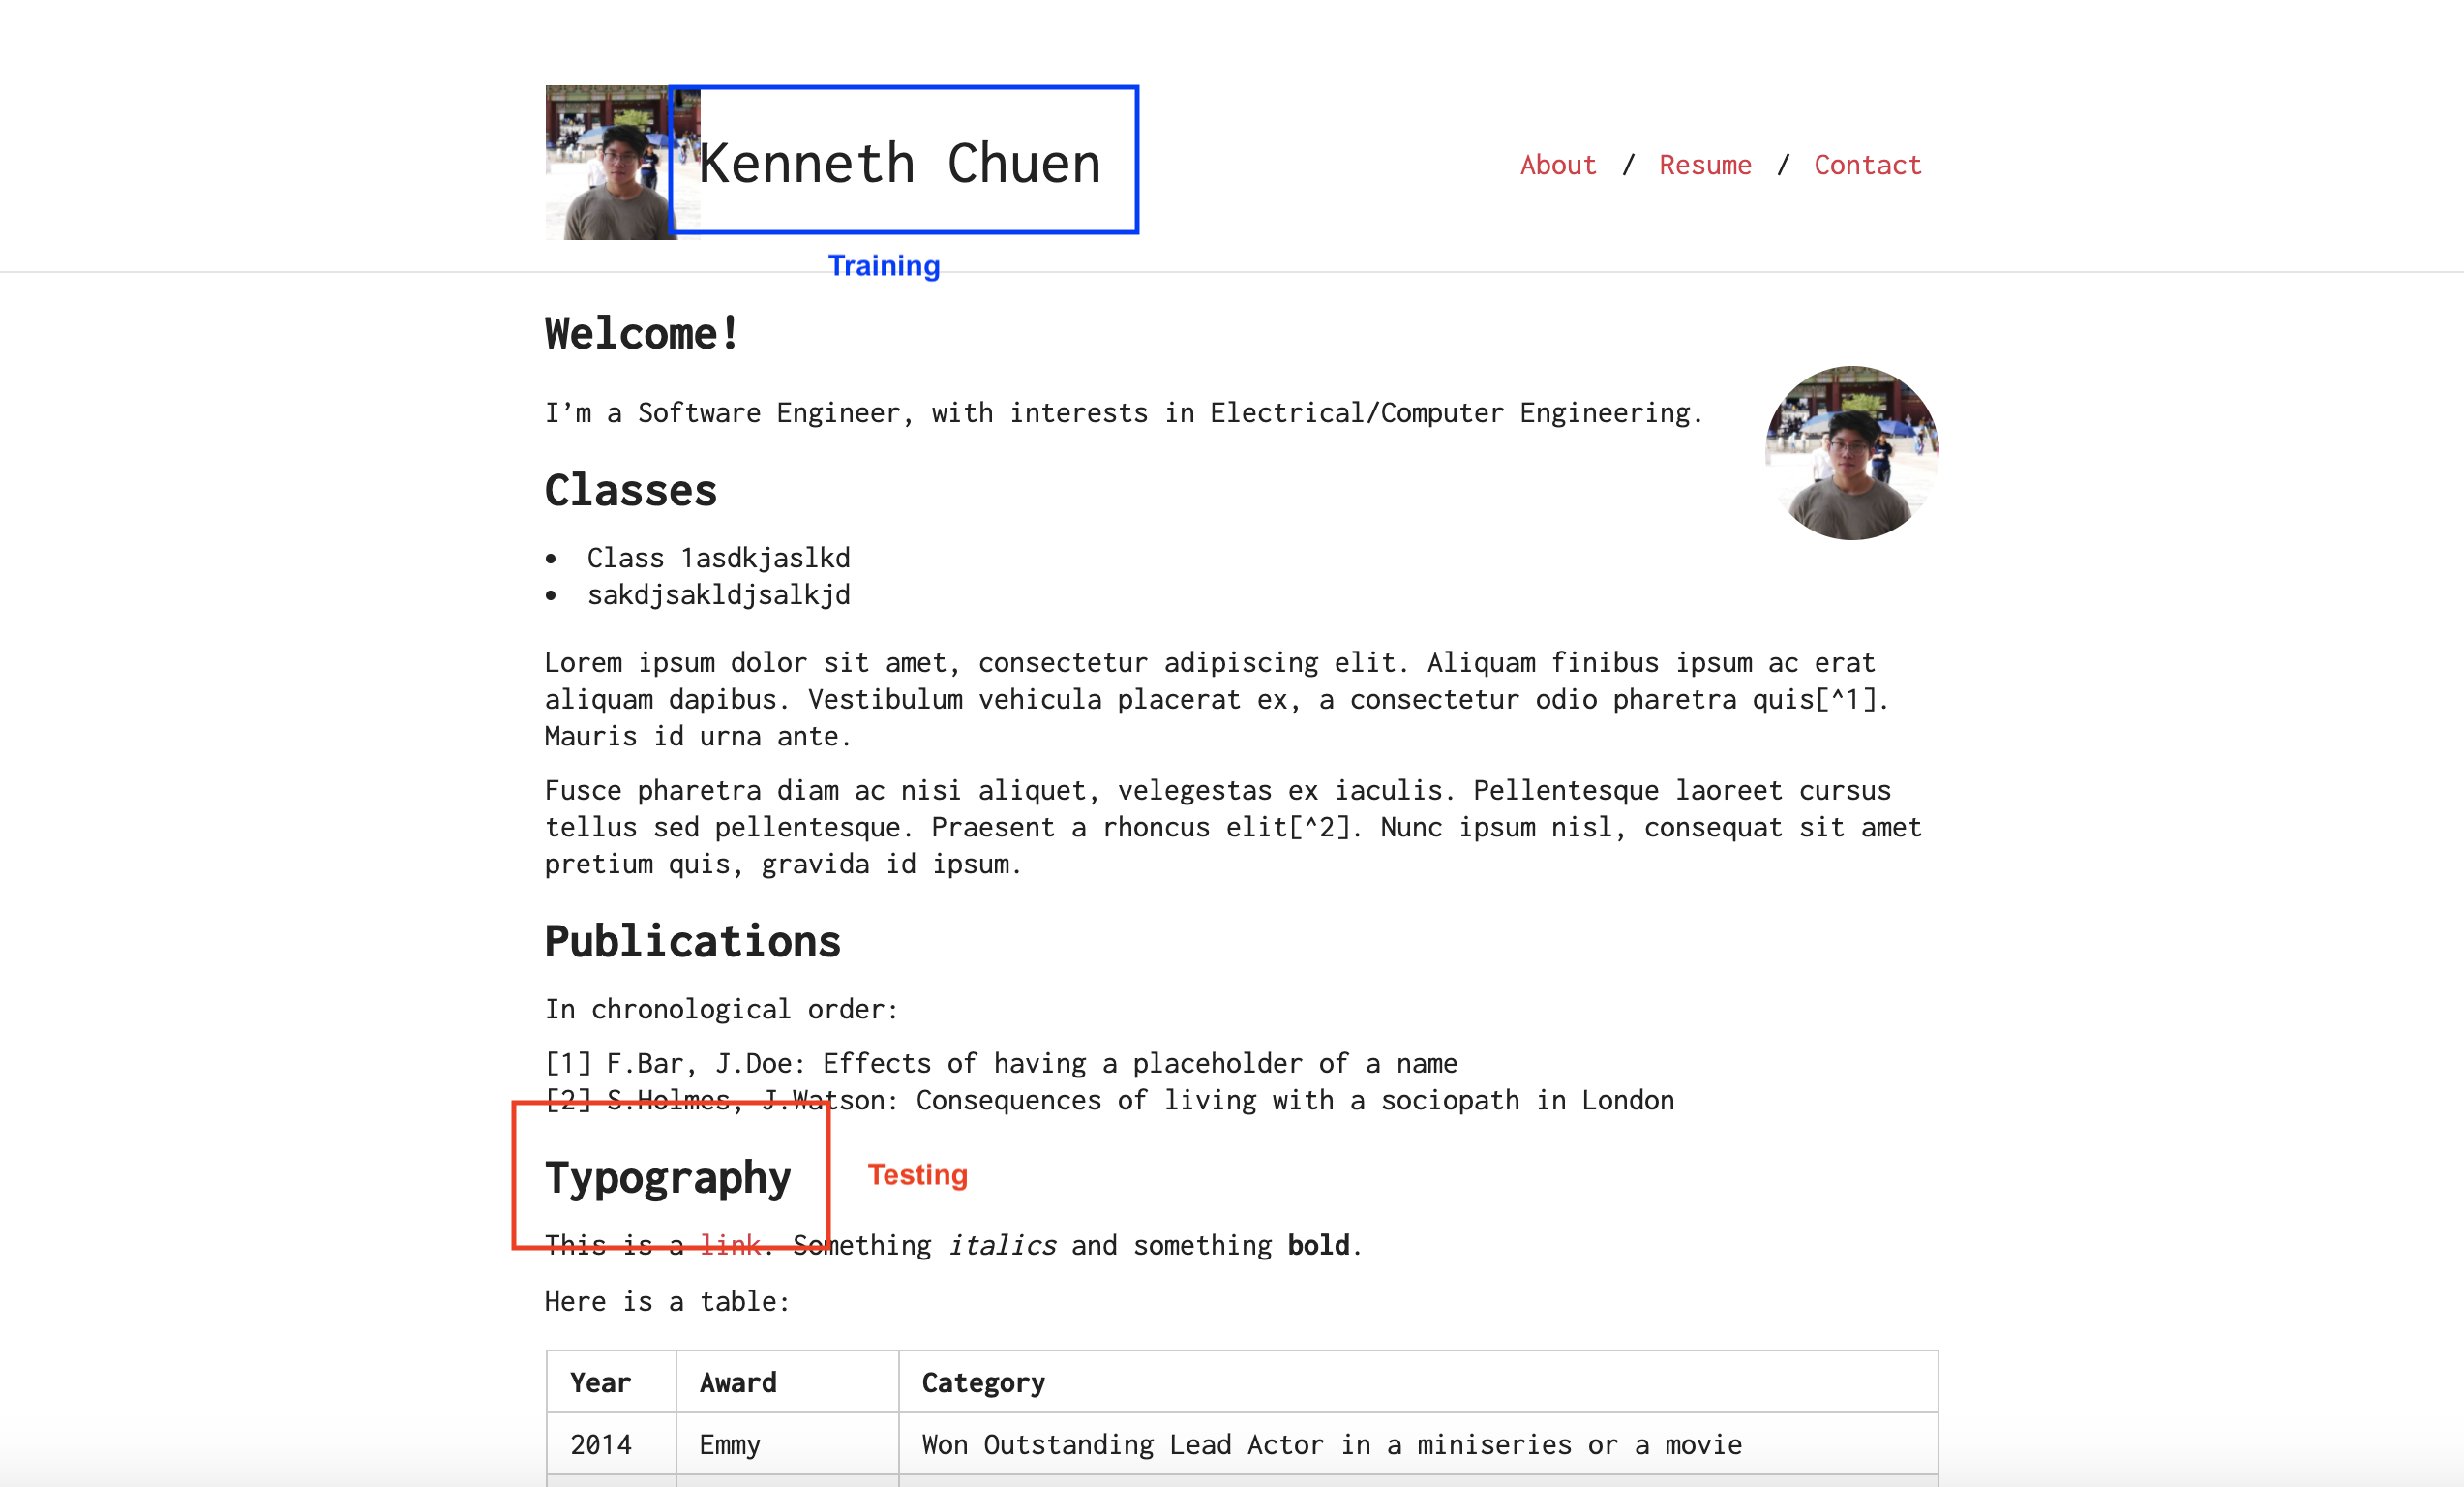 Kenneth Chuen
About / Resume / Contact
Training
Welcome!
I’m a Software Engineer, with interests in Electrical/Computer Engineering.
Classes
• Class 1asdkjaslkd
• sakdjsakldjsalkjd
Lorem ipsum dolor sit amet, consectetur adipiscing elit. Aliquam finibus ipsum ac erat
aliquam dapibus. Vestibulum vehicula placerat ex, a consectetur odio pharetra quis[^1].
Mauris id urna ante.
Fusce pharetra diam ac nisi aliquet, velegestas ex iaculis. Pellentesque laoreet cursus
tellus sed pellentesque. Praesent a rhoncus elit[^2]. Nunc ipsum nisl, consequat sit amet
pretium quis, gravida id ipsum.
Publications
In chronological order:
[1] F.Bar, J.Doe: Effects of having a placeholder of a name
[2] S.Holmes, J.Watson: Consequences of living with a sociopath in London
Typography
Testing
This is a link. Something italics and something bold.
Here is a table:
Year Award Category
2014 Emmy Won Outstanding Lead Actor in a miniseries or a movie